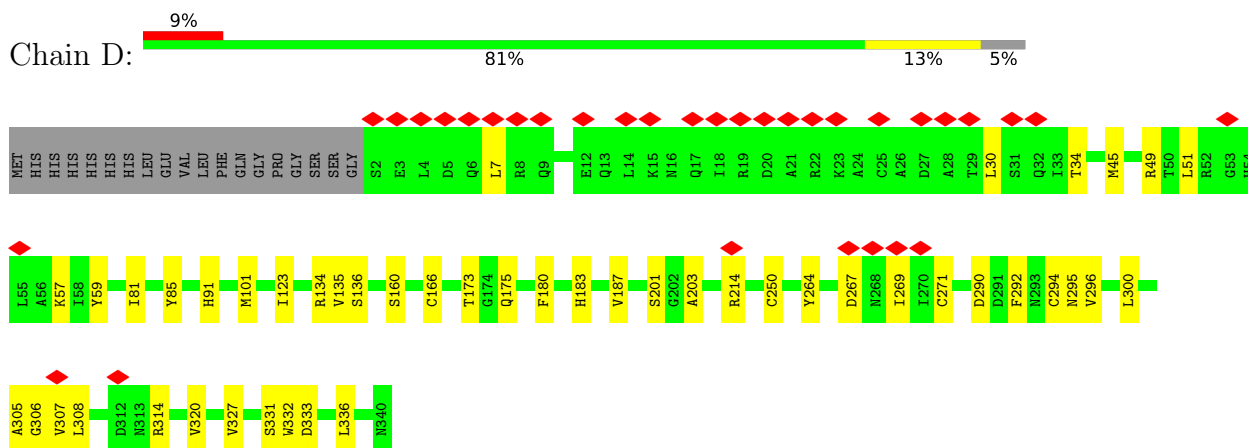 Chain D:
9%
81% 13% 5%
MET HIS HIS HIS HIS HIS HIS LEU GLU VAL LEU PHE GLN GLY PRO GLY SER SER GLY S2 E3 L4 D5 Q6 L7 R8 Q9 E12 Q13 L14 K15 N16 Q17 I18 R19 D20 A21 R22 K23 A24 C25 A26 D27 A28 T29 L30 S31 Q32 I33 T34 M45 R49 T50 L51 R52 G53
L55 A56 K57 I58 Y59 I81 Y85 H91 M101 I123 R134 V135 S136 S160 C166 T173 G174 Q175 F180 H183 V187 S201 G202 A203 R214 C250 Y264 D267 N268 I269 I270 C271 D290 D291 F292 N293 C294 N295 V296 L300
A305 G306 V307 L308 D312 N313 R314 V320 V327 S331 W332 D333 L336 N340